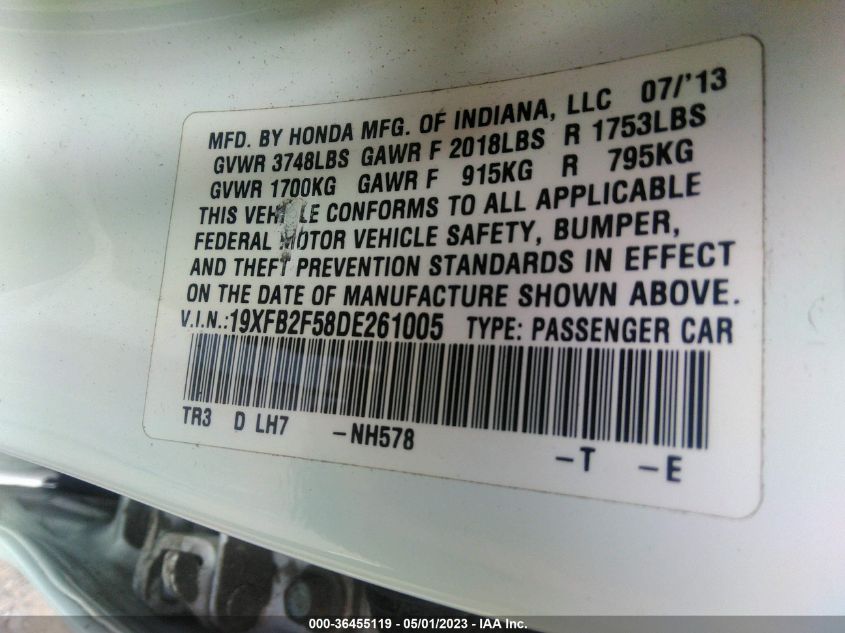 MFD. BY HONDA MFG. OF INDIANA, LLC 07/'13
GVWR 3748LBS GAWR F 2018LBS R 1753LBS
GVWR 1700KG GAWR F 915KG R 795KG
THIS VEHICLE CONFORMS TO ALL APPLICABLE
FEDERAL MOTOR VEHICLE SAFETY, BUMPER,
AND THEFT PREVENTION STANDARDS IN EFFECT
ON THE DATE OF MANUFACTURE SHOWN ABOVE.
V.I.N.:19XFB2F58DE261005 TYPE: PASSENGER CAR
TR3 D LH7 -NH578 -T -E
000-36455119 - 05/01/2023 - IAA Inc.